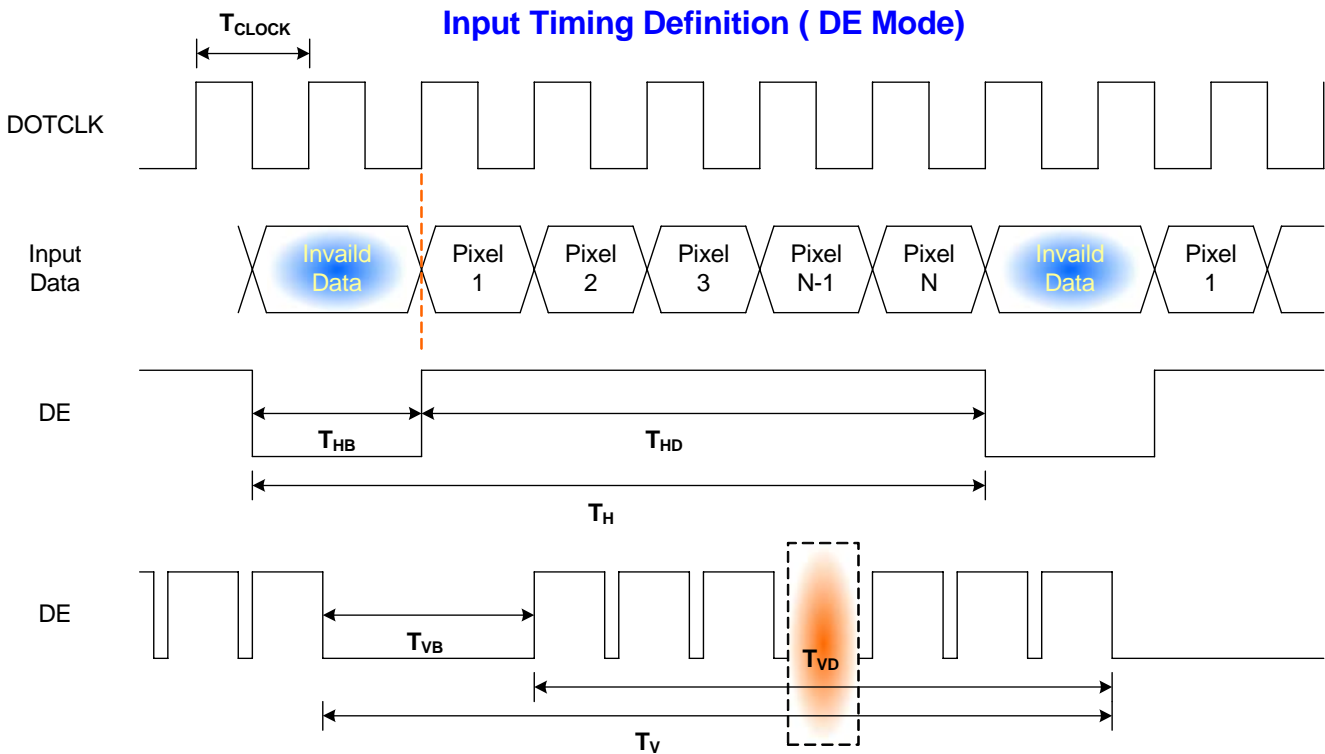 Input Timing Definition ( DE Mode)
TCLOCK
DOTCLK
Input
Data
Invaild
Data
Pixel
1
Pixel
2
Pixel
3
Pixel
N-1
Pixel
N
Invaild
Data
Pixel
1
DE
THB
THD
TH
DE
TVB
TVD
TV